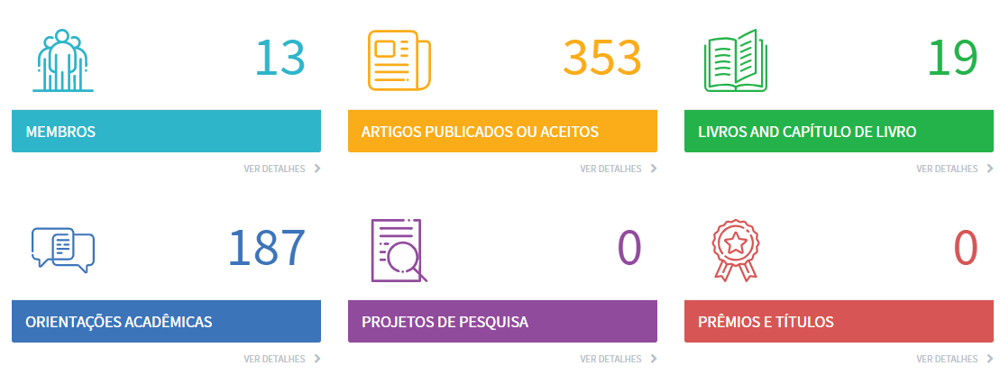 13
MEMBROS
VER DETALHES
353
ARTIGOS PUBLICADOS OU ACEITOS
VER DETALHES
19
LIVROS AND CAPÍTULO DE LIVRO
VER DETALHES
187
ORIENTAÇÕES ACADÊMICAS
VER DETALHES
0
PROJETOS DE PESQUISA
VER DETALHES
0
PRÊMIOS E TÍTULOS
VER DETALHES